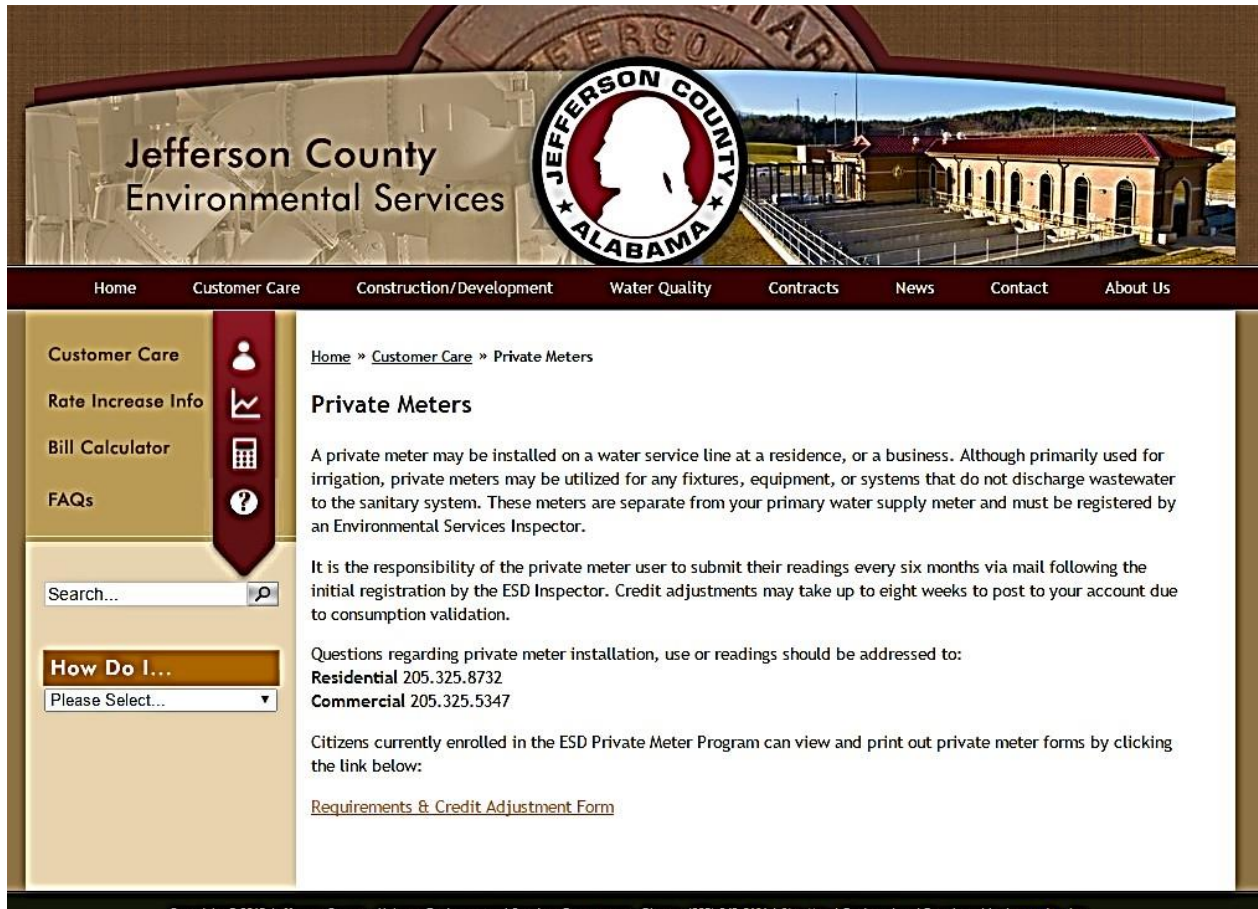 JEFFERSON
Jefferson County
Environmental Services
JEFFERSON COUNTY
ALABAMA
Home Customer Care Construction/Development Water Quality Contracts News Contact About Us
Customer Care
Rate Increase Info
Bill Calculator
FAQs
Search...
How Do I...
Please Select...
Home » Customer Care » Private Meters
Private Meters
A private meter may be installed on a water service line at a residence, or a business. Although primarily used for
irrigation, private meters may be utilized for any fixtures, equipment, or systems that do not discharge wastewater
to the sanitary system. These meters are separate from your primary water supply meter and must be registered by
an Environmental Services Inspector.
It is the responsibility of the private meter user to submit their readings every six months via mail following the
initial registration by the ESD Inspector. Credit adjustments may take up to eight weeks to post to your account due
to consumption validation.
Questions regarding private meter installation, use or readings should be addressed to:
Residential 205.325.8732
Commercial 205.325.5347
Citizens currently enrolled in the ESD Private Meter Program can view and print out private meter forms by clicking
the link below:
Requirements & Credit Adjustment Form